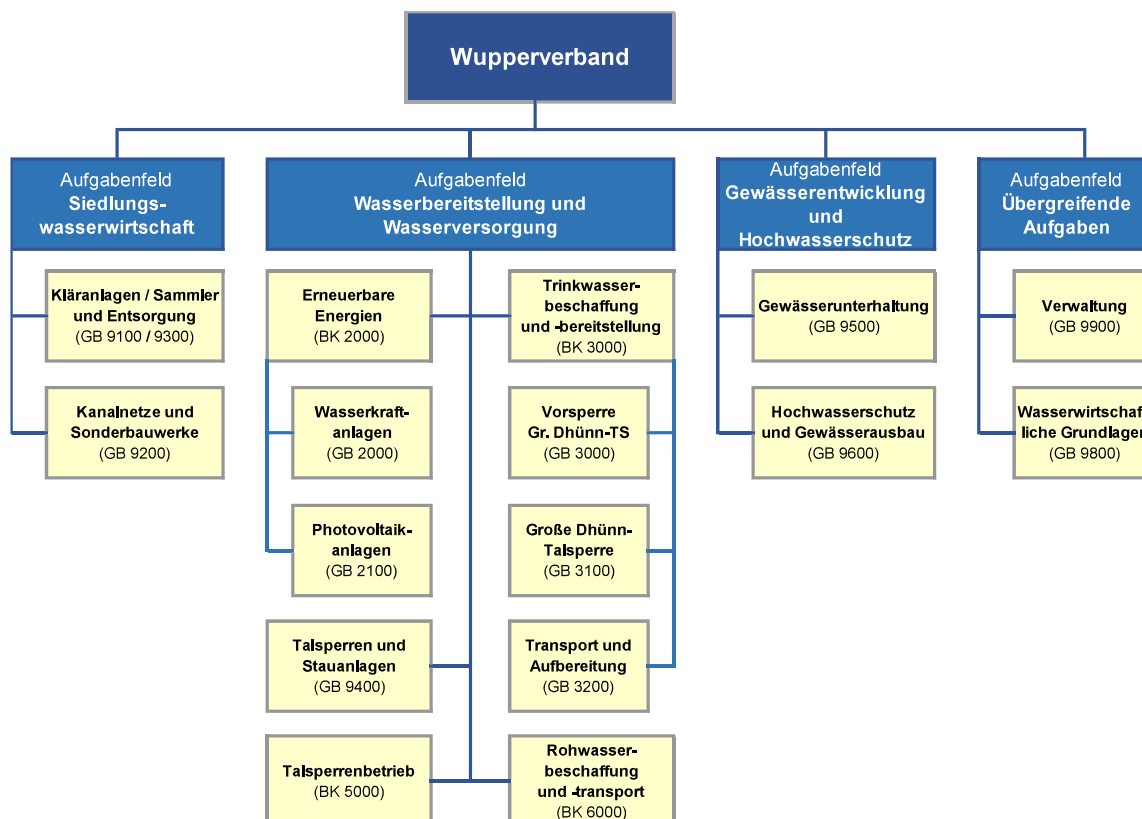 Wupperverband
Aufgabenfeld
Siedlungs-
wasserwirtschaft
Aufgabenfeld
Wasserbereitstellung und
Wasserversorgung
Aufgabenfeld
Gewässerentwicklung
und
Hochwasserschutz
Aufgabenfeld
Übergreifende
Aufgaben
Kläranlagen / Sammler
und Entsorgung
(GB 9100 / 9300)
Kanalnetze und
Sonderbauwerke
(GB 9200)
Erneuerbare
Energien
(BK 2000)
Wasserkraft-
anlagen
(GB 2000)
Photovoltaik-
anlagen
(GB 2100)
Talsperren und
Stauanlagen
(GB 9400)
Talsperrenbetrieb
(BK 5000)
Trinkwasser-
beschaffung
und -bereitstellung
(BK 3000)
Vorsperre
Gr. Dhünn-TS
(GB 3000)
Große Dhünn-
Talsperre
(GB 3100)
Transport und
Aufbereitung
(GB 3200)
Rohwasser-
beschaffung
und -transport
(BK 6000)
Gewässerunterhaltung
(GB 9500)
Hochwasserschutz
und Gewässerausbau
(GB 9600)
Verwaltung
(GB 9900)
Wasserwirtschaft
liche Grundlagen
(GB 9800)